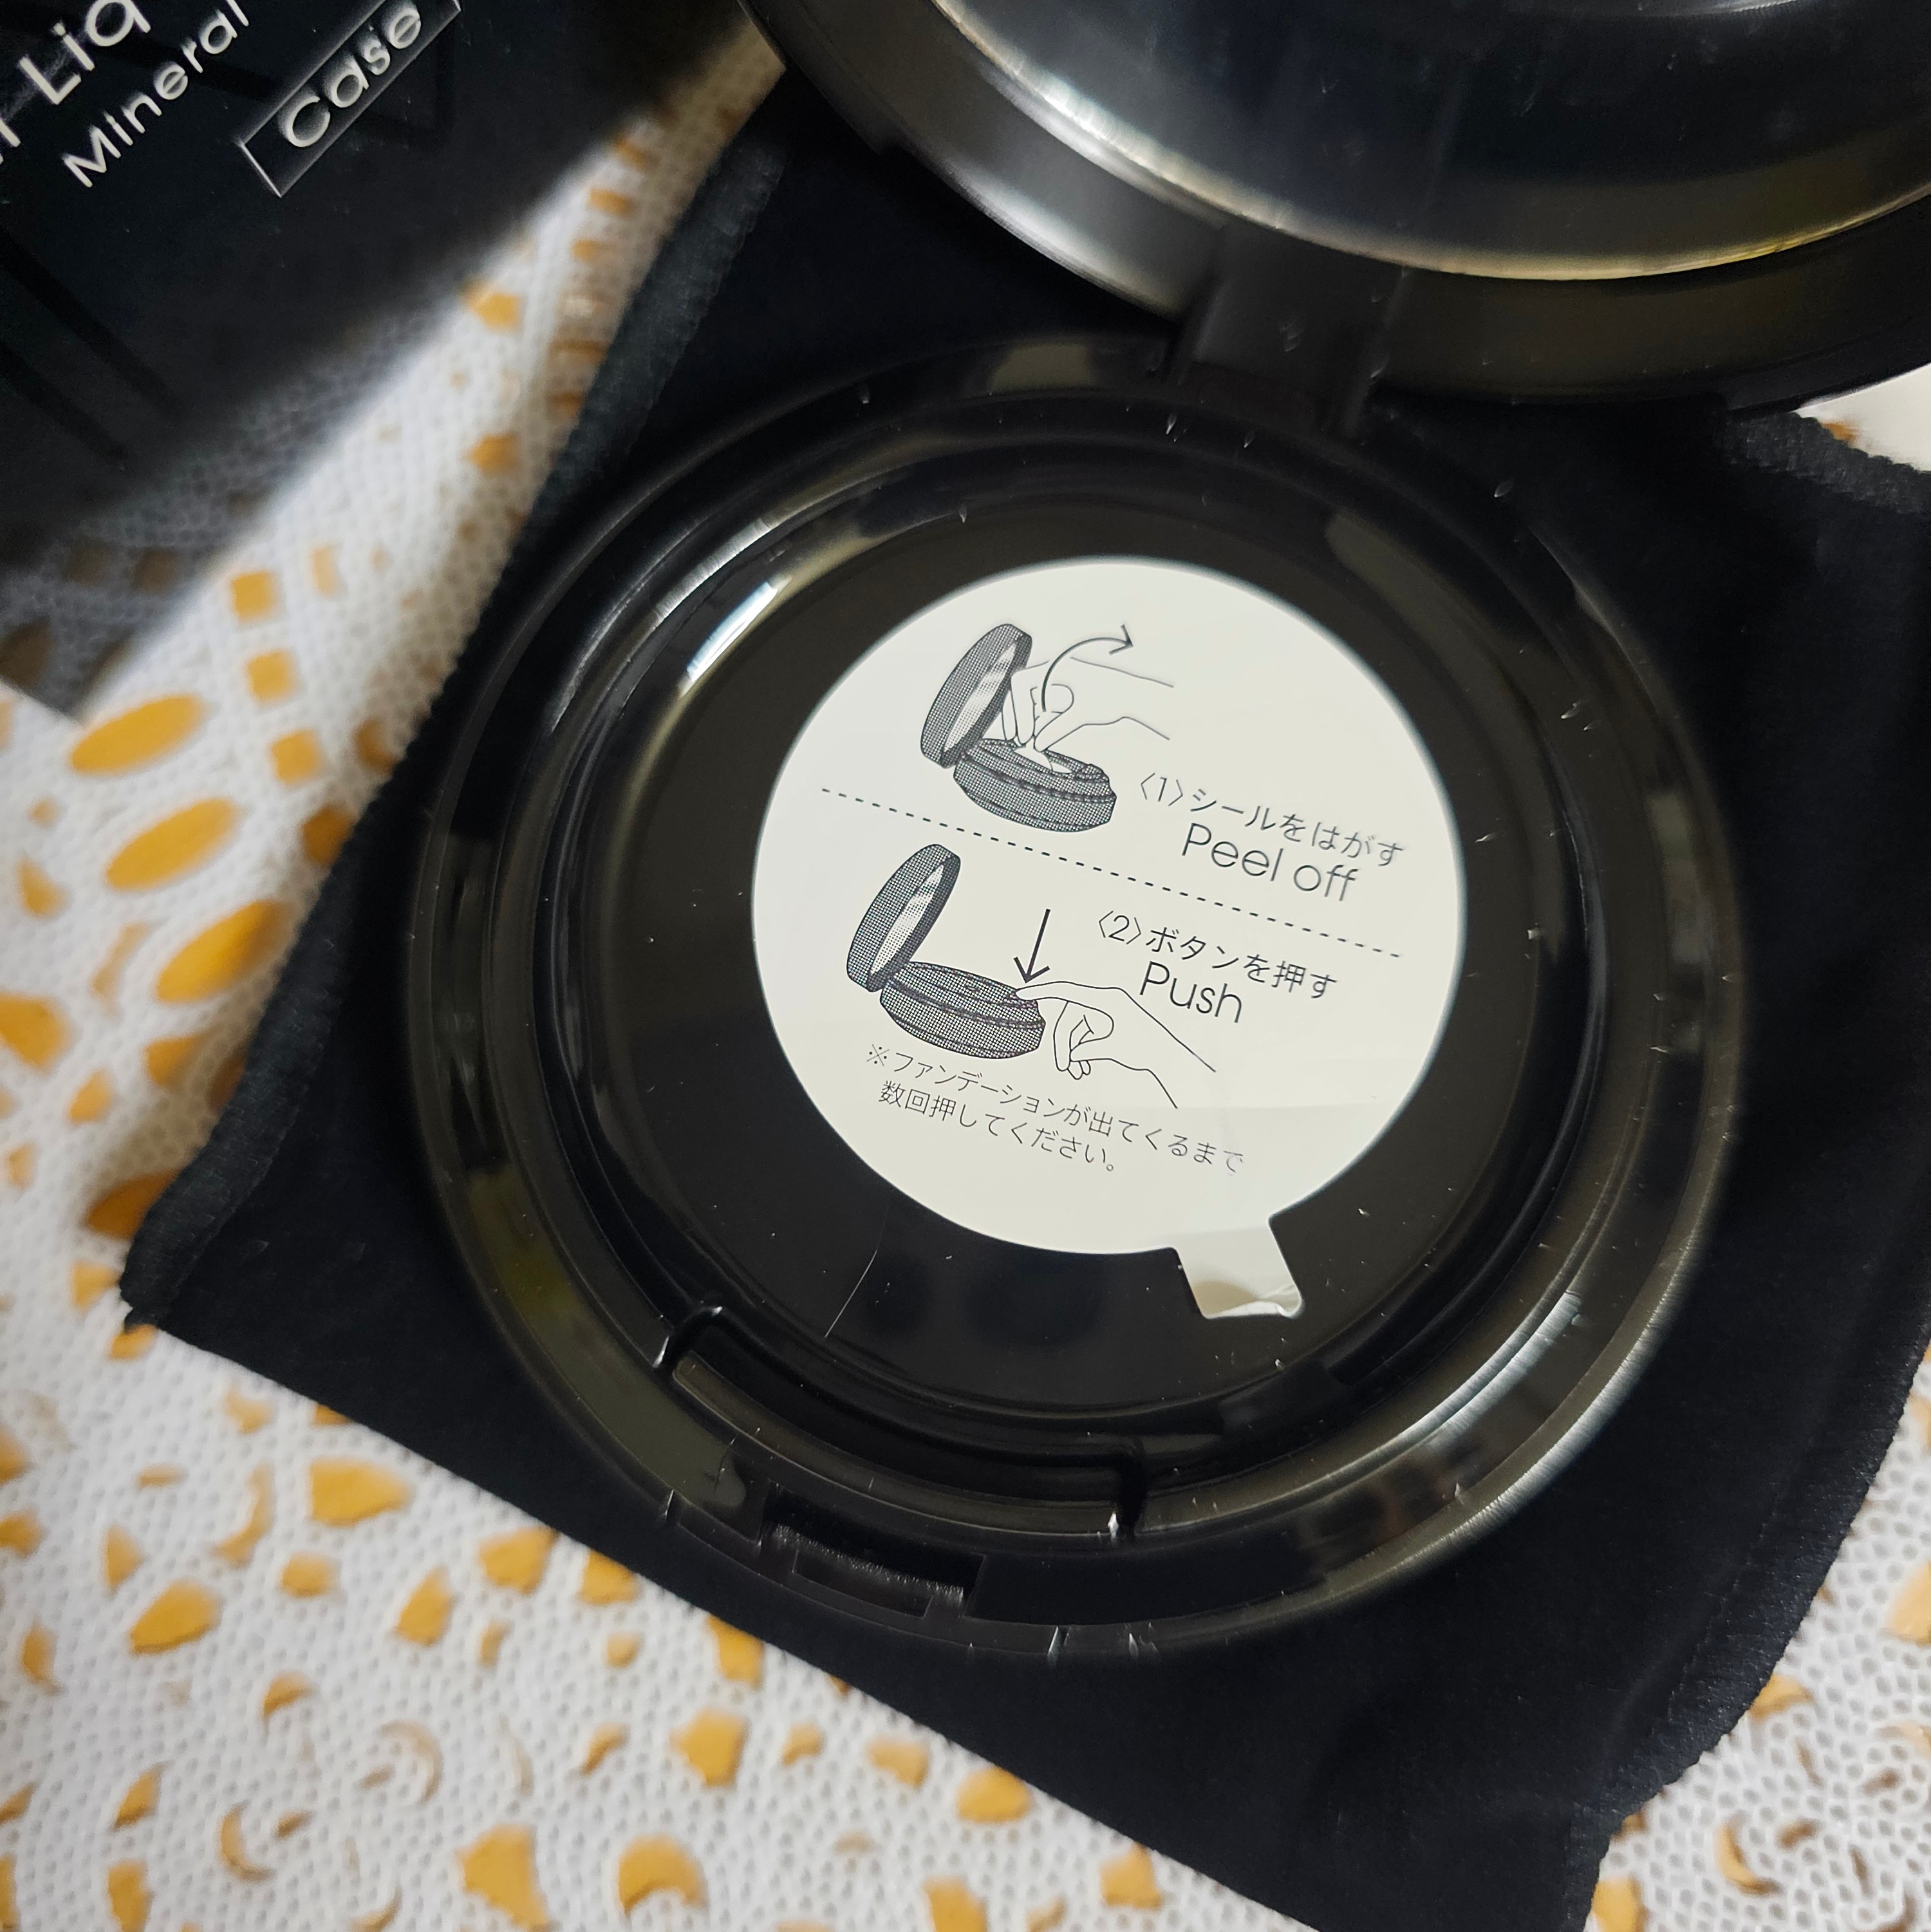 Liq
Mineral
Case
〈1〉シールをはがす
Peel off
〈2〉ボタンを押す
Push
※ファンデーションが出てくるまで
数回押してください。